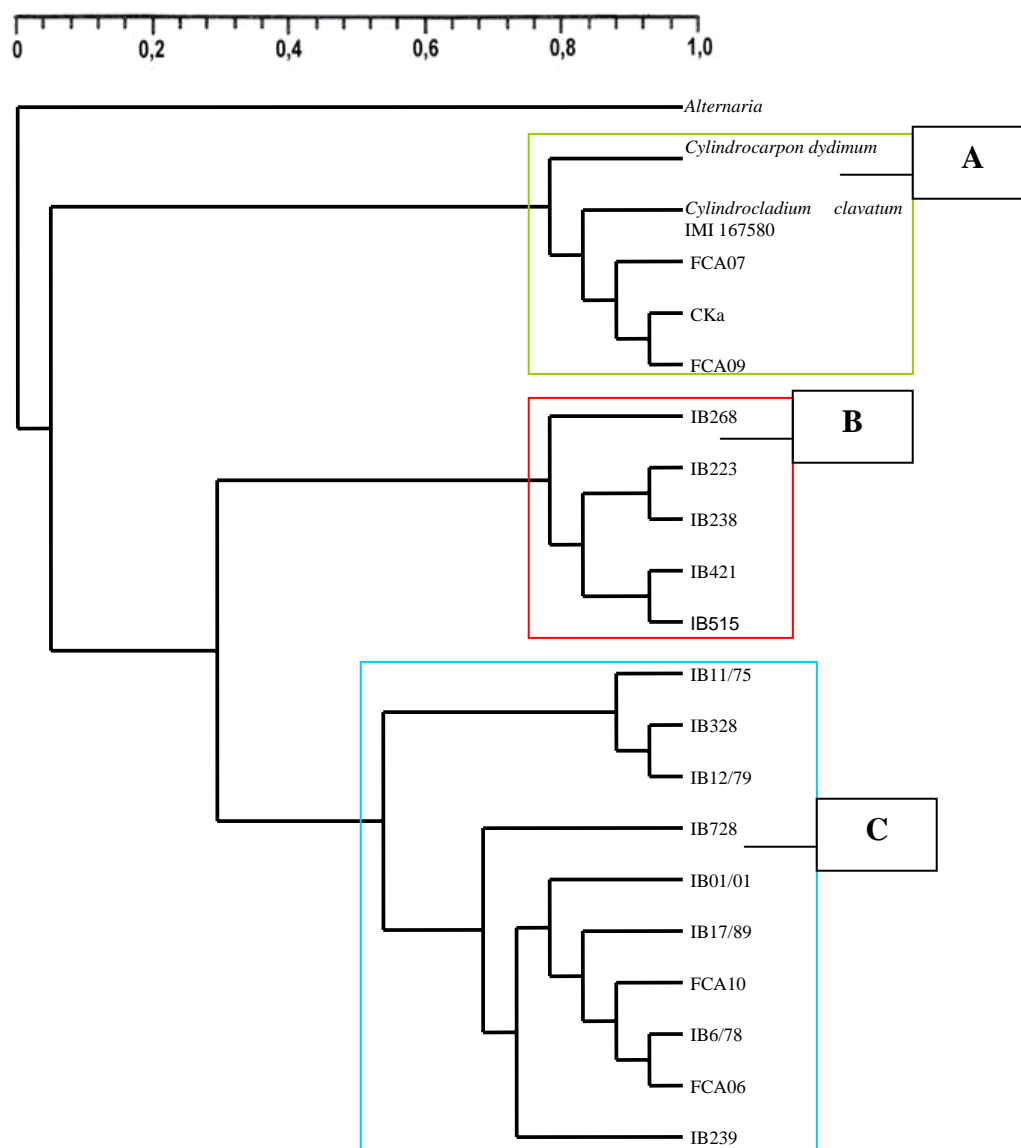 0 0,2 0,4 0,6 0,8 1,0
Alternaria
Cylindrocarpon dydimum
A
Cylindrocladium clavatum
IMI 167580
FCA07
CKa
FCA09
IB268
B
IB223
IB238
IB421
IB515
IB11/75
IB328
IB12/79
IB728
C
IB01/01
IB17/89
FCA10
IB6/78
FCA06
IB239